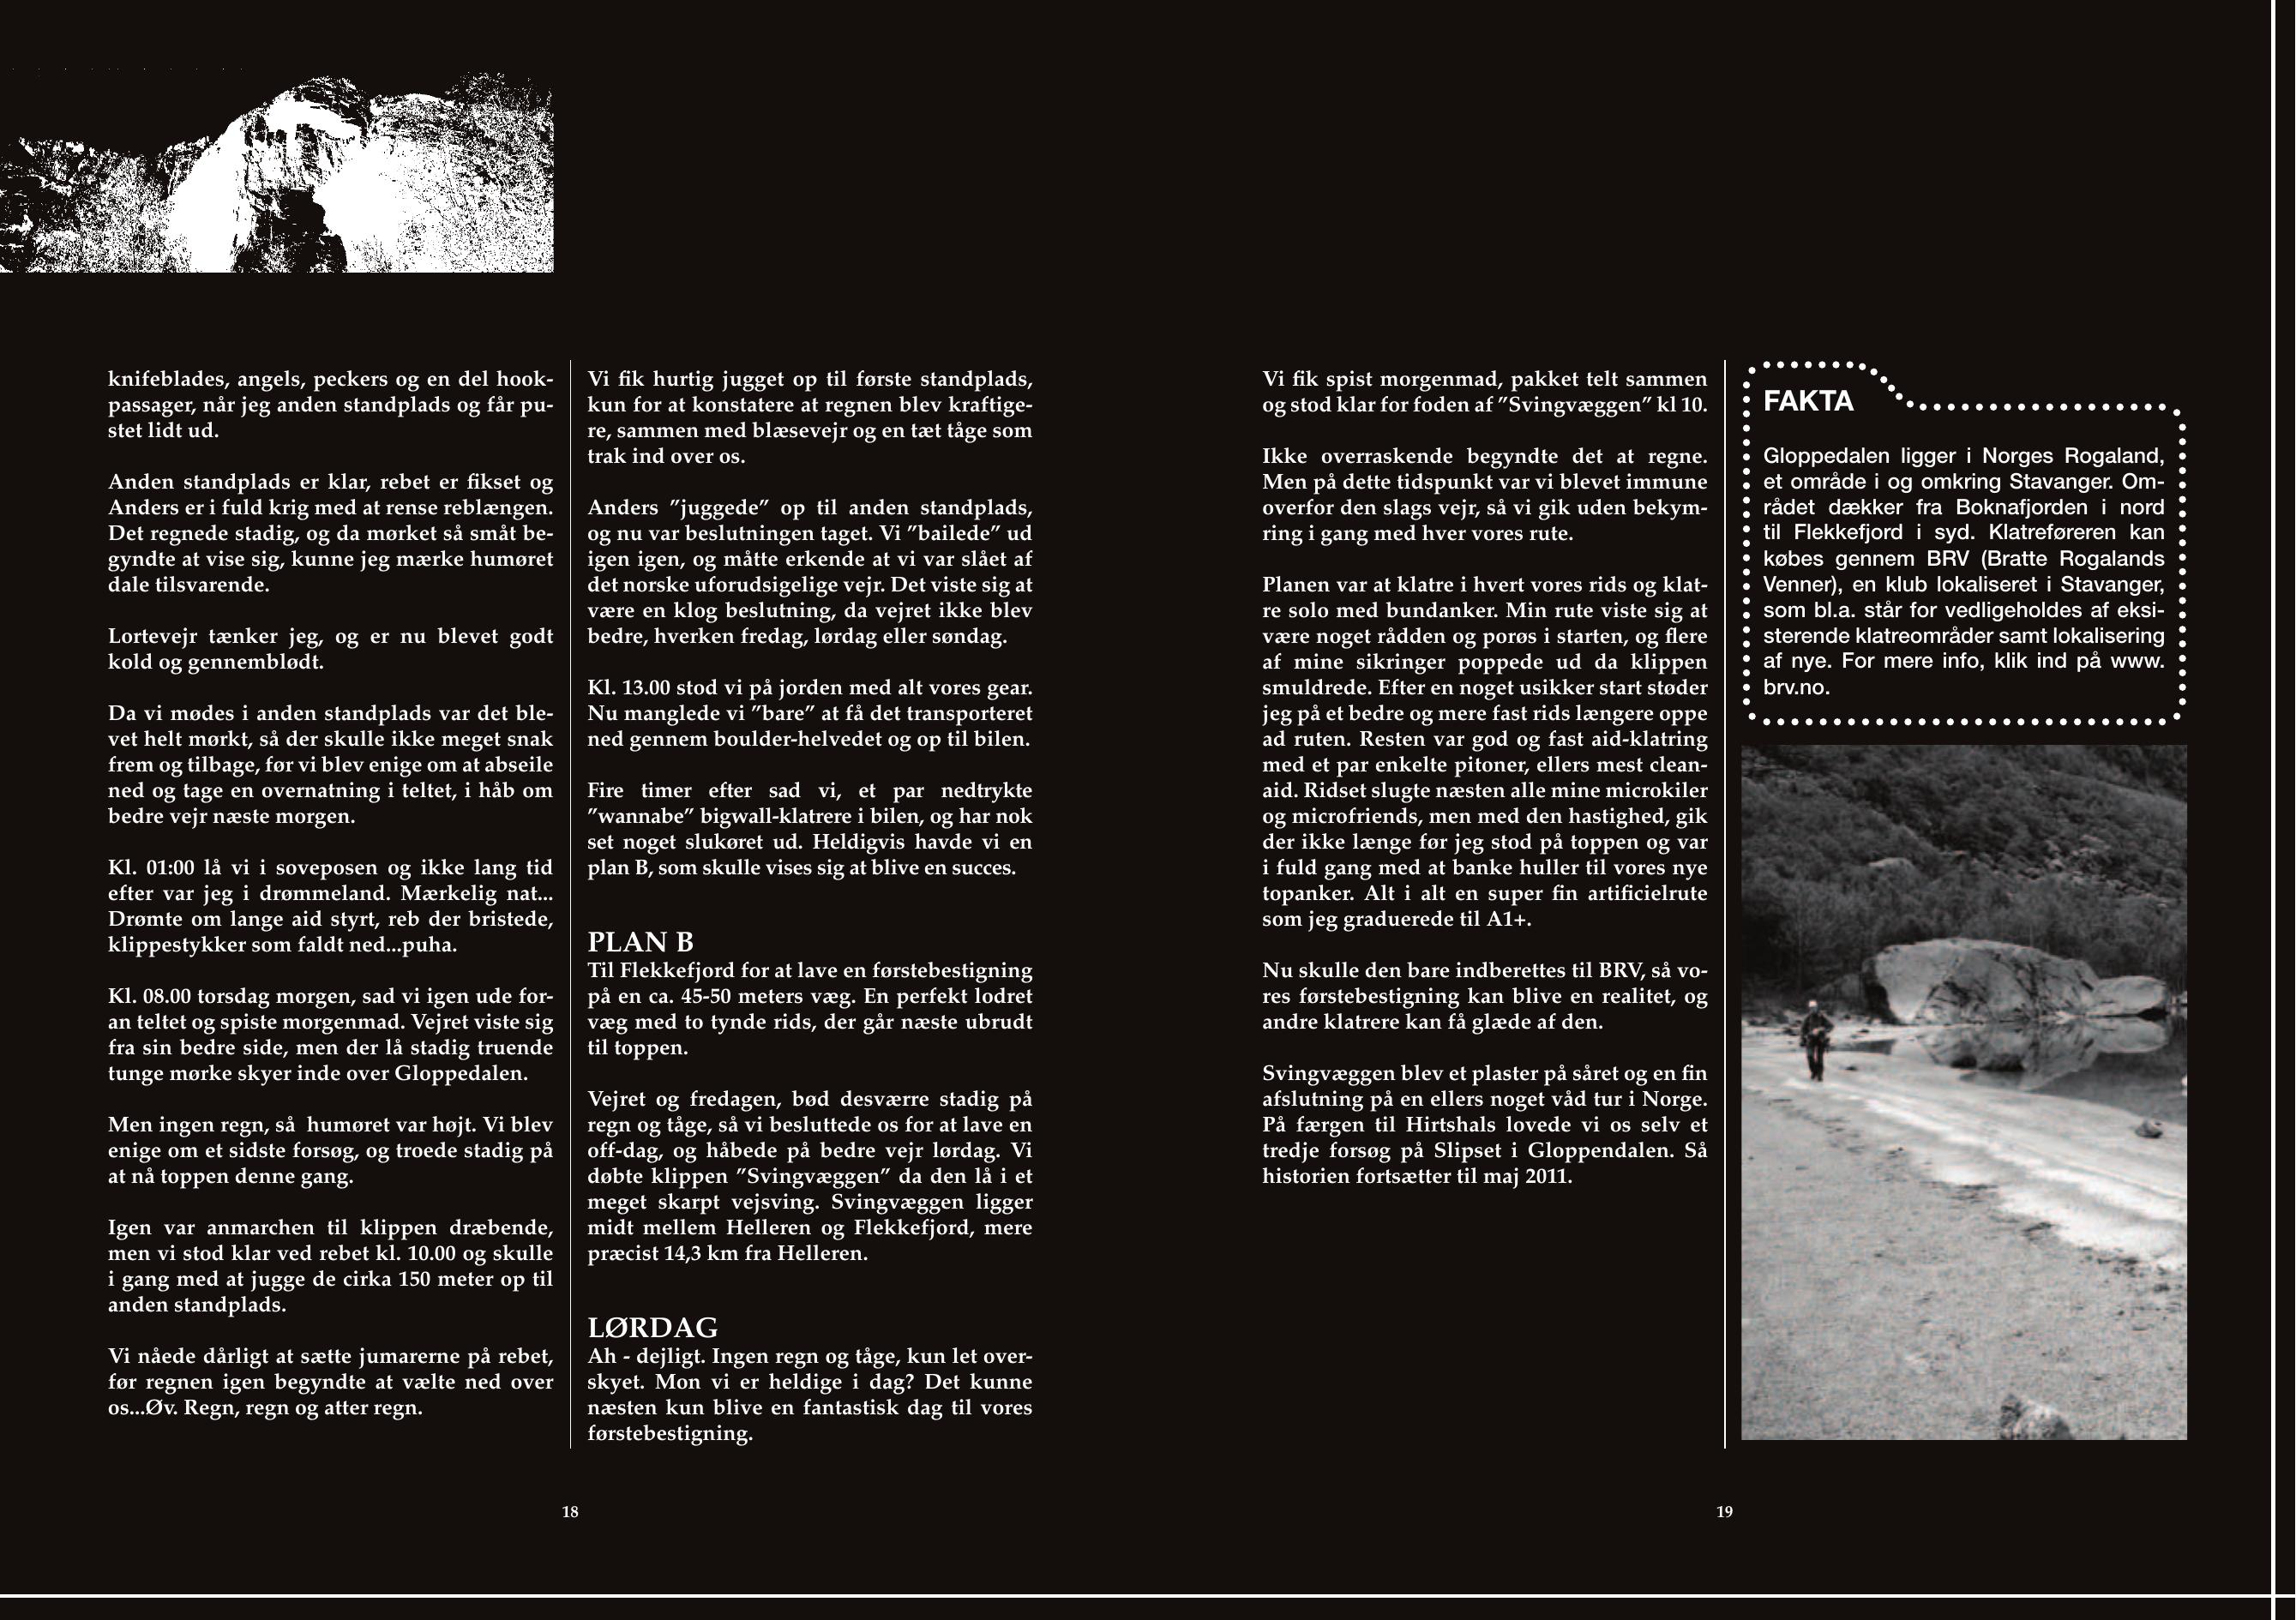 knifeblades, angels, peckers og en del hook-
passager, når jeg anden standplads og får pu-
stet lidt ud.
Anden standplads er klar, rebet er fikset og
Anders er i fuld krig med at rense reblængen.
Det regnede stadig, og da mørket så småt be-
gyndte at vise sig, kunne jeg mærke humøret
dale tilsvarende.
Lortevejr tænker jeg, og er nu blevet godt
kold og gennemblødt.
Da vi mødes i anden standplads var det ble-
vet helt mørkt, så der skulle ikke meget snak
frem og tilbage, før vi blev enige om at abseile
ned og tage en overnatning i teltet, i håb om
bedre vejr næste morgen.
Kl. 01:00 lå vi i soveposen og ikke lang tid
efter var jeg i drømmeland. Mærkelig nat...
Drømte om lange aid styrt, reb der bristede,
klippestykker som faldt ned...puha.
Kl. 08.00 torsdag morgen, sad vi igen ude for-
an teltet og spiste morgenmad. Vejret viste sig
fra sin bedre side, men der lå stadig truende
tunge mørke skyer inde over Gloppedalen.
Men ingen regn, så humøret var højt. Vi blev
enige om et sidste forsøg, og troede stadig på
at nå toppen denne gang.
Igen var anmarchen til klippen dræbende,
men vi stod klar ved rebet kl. 10.00 og skulle
i gang med at jugge de cirka 150 meter op til
anden standplads.
Vi nåede dårligt at sætte jumarerne på rebet,
før regnen igen begyndte at vælte ned over
os...Øv. Regn, regn og atter regn.
Vi fik hurtig jugget op til første standplads,
kun for at konstatere at regnen blev kraftige-
re, sammen med blæsevejr og en tæt tåge som
trak ind over os.
Anders ”juggede” op til anden standplads,
og nu var beslutningen taget. Vi ”bailede” ud
igen igen, og måtte erkende at vi var slået af
det norske uforudsigelige vejr. Det viste sig at
være en klog beslutning, da vejret ikke blev
bedre, hverken fredag, lørdag eller søndag.
Kl. 13.00 stod vi på jorden med alt vores gear.
Nu manglede vi ”bare” at få det transporteret
ned gennem boulder-helvedet og op til bilen.
Fire timer efter sad vi, et par nedtrykte
”wannabe” bigwall-klatrere i bilen, og har nok
set noget slukøret ud. Heldigvis havde vi en
plan B, som skulle vises sig at blive en succes.
PLAN B
Til Flekkefjord for at lave en førstebestigning
på en ca. 45-50 meters væg. En perfekt lodret
væg med to tynde rids, der går næste ubrudt
til toppen.
Vejret og fredagen, bød desværre stadig på
regn og tåge, så vi besluttede os for at lave en
off-dag, og håbede på bedre vejr lørdag. Vi
døbte klippen ”Svingvæggen” da den lå i et
meget skarpt vejsving. Svingvæggen ligger
midt mellem Helleren og Flekkefjord, mere
præcist 14,3 km fra Helleren.
LØRDAG
Ah - dejligt. Ingen regn og tåge, kun let over-
skyet. Mon vi er heldige i dag? Det kunne
næsten kun blive en fantastisk dag til vores
førstebestigning.
18
Vi fik spist morgenmad, pakket telt sammen
og stod klar for foden af ”Svingvæggen” kl 10.
Ikke overraskende begyndte det at regne.
Men på dette tidspunkt var vi blevet immune
overfor den slags vejr, så vi gik uden bekym-
ring i gang med hver vores rute.
Planen var at klatre i hvert vores rids og klat-
re solo med bundanker. Min rute viste sig at
være noget rådden og porøs i starten, og flere
af mine sikringer poppede ud da klippen
smuldrede. Efter en noget usikker start støder
jeg på et bedre og mere fast rids længere oppe
ad ruten. Resten var god og fast aid-klatring
med et par enkelte pitoner, ellers mest clean-
aid. Ridset slugte næsten alle mine microkiler
og microfriends, men med den hastighed, gik
der ikke længe før jeg stod på toppen og var
i fuld gang med at banke huller til vores nye
topanker. Alt i alt en super fin artificielrute
som jeg graduerede til A1+.
Nu skulle den bare indberettes til BRV, så vo-
res førstebestigning kan blive en realitet, og
andre klatrere kan få glæde af den.
Svingvæggen blev et plaster på såret og en fin
afslutning på en ellers noget våd tur i Norge.
På færgen til Hirtshals lovede vi os selv et
tredje forsøg på Slipset i Gloppendalen. Så
historien fortsætter til maj 2011.
FAKTA
Gloppedalen ligger i Norges Rogaland,
et område i og omkring Stavanger. Om-
rådet dækker fra Boknafjorden i nord
til Flekkefjord i syd. Klatreføreren kan
købes gennem BRV (Bratte Rogalands
Venner), en klub lokaliseret i Stavanger,
som bl.a. står for vedligeholdes af eksi-
sterende klatreområder samt lokalisering
af nye. For mere info, klik ind på www.
brv.no.
19